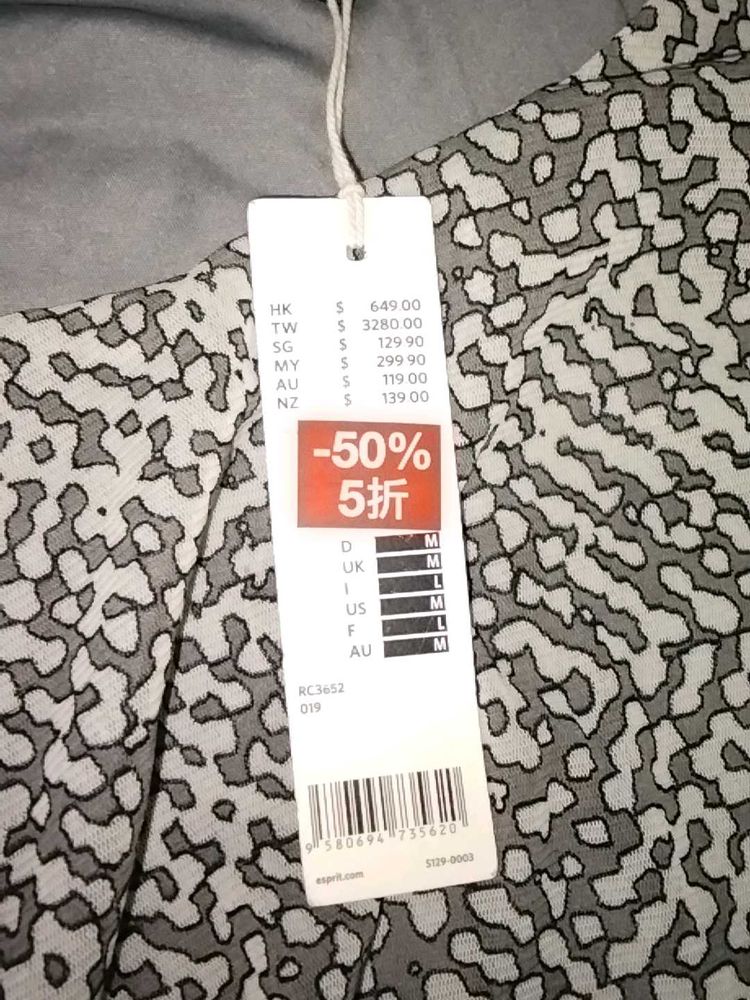 HK $ 649.00
TW $ 3280.00
SG $ 129 90
MY $ 299 90
AU $ 119 00
NZ $ 139 00
-50%
5折
D M
UK M
I L
US M
F L
AU M
RC3652
019
9 580694 735620
esprit.com S129-0003